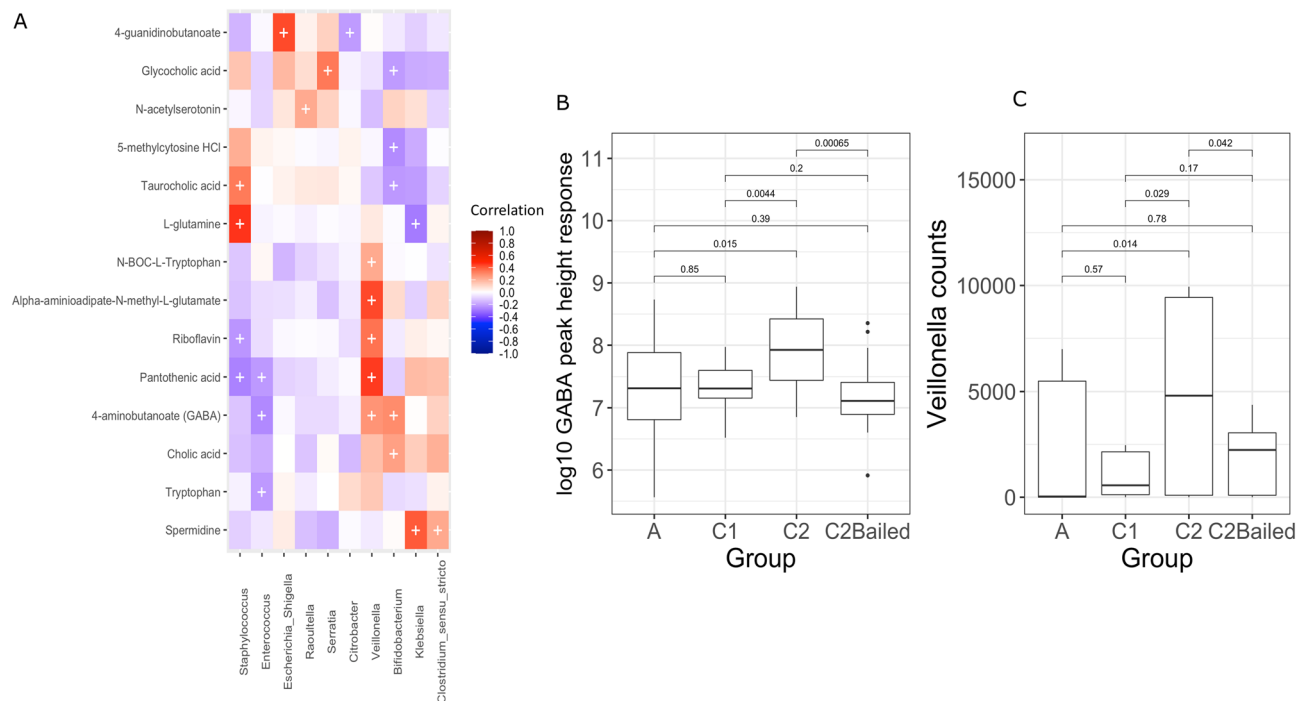 A
4-guanidinobutanoate
Glycocholic acid
N-acetylserotonin
5-methylcytosine HCl
Taurocholic acid
L-glutamine
N-BOC-L-Tryptophan
Alpha-aminioadipate-N-methyl-L-glutamate
Riboflavin
Pantothenic acid
4-aminobutanoate (GABA)
Cholic acid
Tryptophan
Spermidine
Staphylococcus
Enterococcus
Escherichia_Shigella
Raoultella
Serratia
Citrobacter
Veillonella
Bifidobacterium
Klebsiella
Clostridium_sensu_stricto
Correlation
1.0
0.8
0.6
0.4
0.2
0.0
-0.2
-0.4
-0.6
-0.8
-1.0
B
log10 GABA peak height response
11
10
9
8
7
6
0.00065
0.2
0.0044
0.39
0.015
0.85
A C1 C2 C2Bailed
Group
C
Veillonella counts
15000
10000
5000
0
0.042
0.17
0.029
0.78
0.014
0.57
A C1 C2 C2Bailed
Group